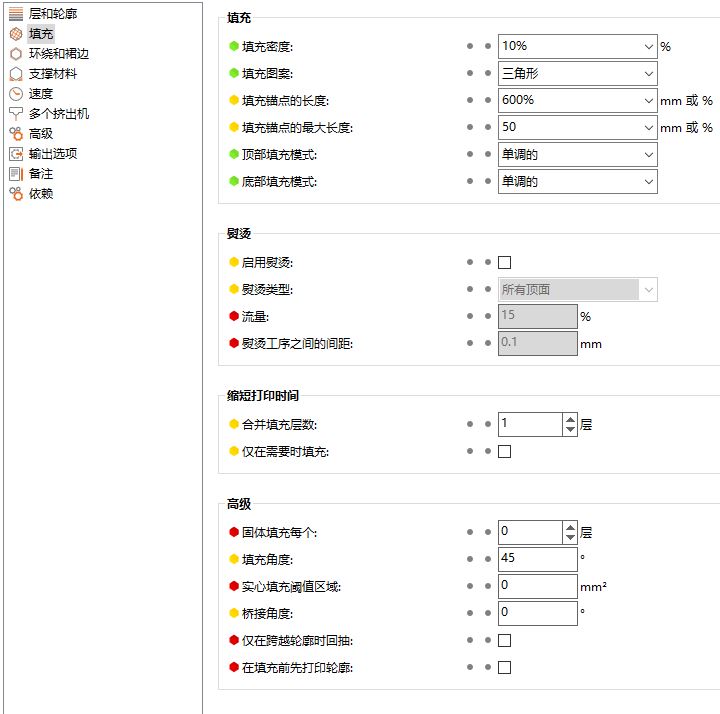 层和轮廓
填充
环绕和裙边
支撑材料
速度
多个挤出机
高级
输出选项
备注
依赖
填充
填充密度: 10% %
填充图案: 三角形
填充锚点的长度: 600% mm 或 %
填充锚点的最大长度: 50 mm 或 %
顶部填充模式: 单调的
底部填充模式: 单调的
熨烫
启用熨烫:
熨烫类型: 所有顶面
流量: 15 %
熨烫工序之间的间距: 0.1 mm
缩短打印时间
合并填充层数: 1 层
仅在需要时填充:
高级
固体填充每个: 0 层
填充角度: 45 °
实心填充阈值区域: 0 mm²
桥接角度: 0 °
仅在跨越轮廓时回抽:
在填充前先打印轮廓: